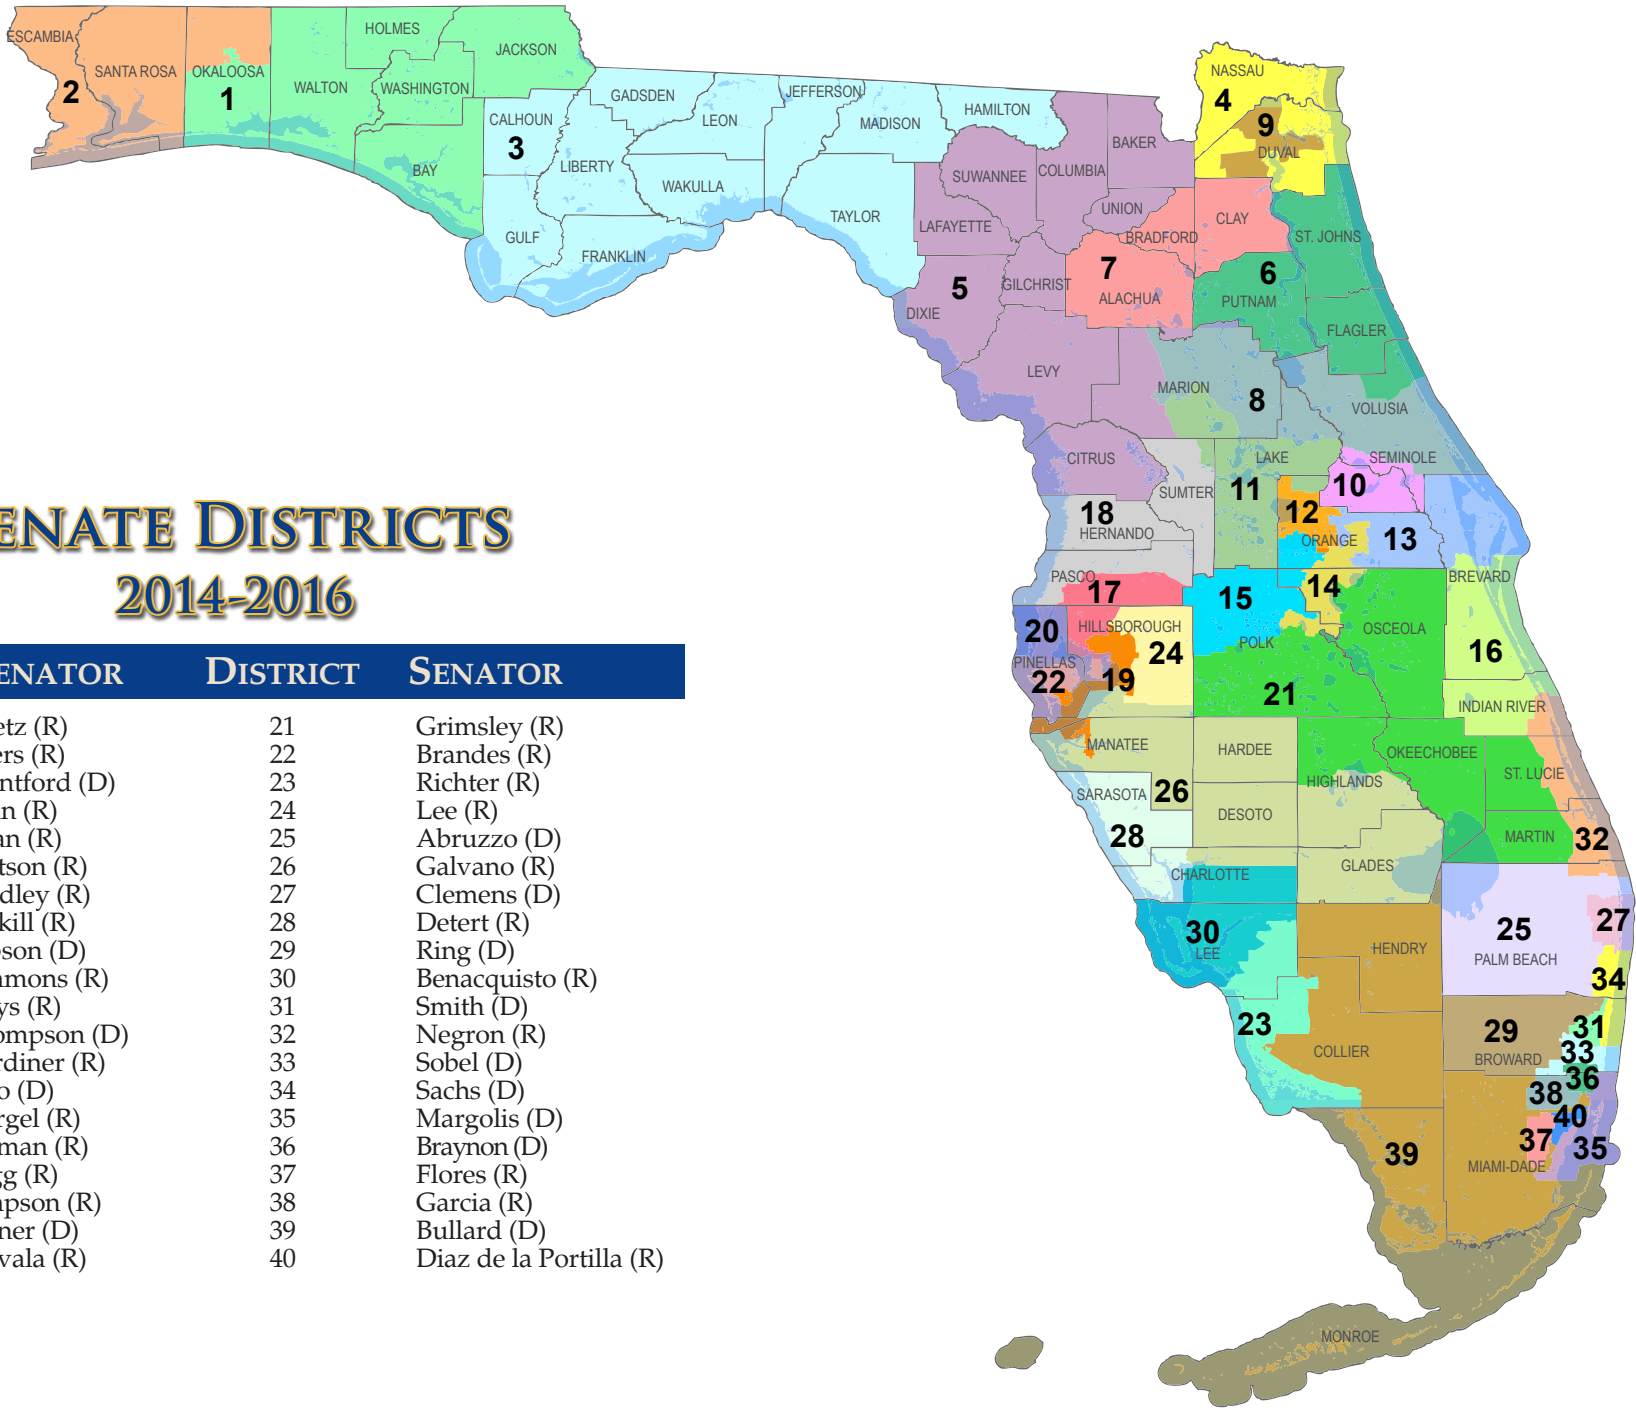 ESCAMBIA
2
SANTA ROSA
OKALOOSA
1
WALTON
HOLMES
WASHINGTON
JACKSON
BAY
CALHOUN
3
GULF
LIBERTY
GADSDEN
LEON
WAKULLA
FRANKLIN
JEFFERSON
MADISON
TAYLOR
HAMILTON
SUWANNEE
LAFAYETTE
COLUMBIA
BAKER
UNION
BRADFORD
5
DIXIE
GILCHRIST
7
ALACHUA
LEVY
NASSAU
4
9
DUVAL
CLAY
ST. JOHNS
6
PUTNAM
FLAGLER
MARION
8
VOLUSIA
CITRUS
SUMTER
LAKE
11
SEMINOLE
10
12
ORANGE
13
18
HERNANDO
PASCO
17
15
POLK
14
BREVARD
OSCEOLA
16
20
PINELLAS
22
HILLSBOROUGH
24
19
21
INDIAN RIVER
MANATEE
HARDEE
OKEECHOBEE
ST. LUCIE
HIGHLANDS
SARASOTA
26
DESOTO
28
MARTIN
32
CHARLOTTE
GLADES
30
LEE
HENDRY
25
PALM BEACH
27
34
23
COLLIER
29
BROWARD
31
33
36
38
40
37
35
MIAMI-DADE
39
MONROE
ENATE DISTRICTS
2014-2016
ENATOR DISTRICT SENATOR
etz (R) 21 Grimsley (R)
ers (R) 22 Brandes (R)
ntford (D) 23 Richter (R)
n (R) 24 Lee (R)
an (R) 25 Abruzzo (D)
tson (R) 26 Galvano (R)
dley (R) 27 Clemens (D)
kill (R) 28 Detert (R)
son (D) 29 Ring (D)
mons (R) 30 Benacquisto (R)
ys (R) 31 Smith (D)
ompson (D) 32 Negron (R)
rdiner (R) 33 Sobel (D)
o (D) 34 Sachs (D)
rgel (R) 35 Margolis (D)
man (R) 36 Braynon (D)
gg (R) 37 Flores (R)
mpson (R) 38 Garcia (R)
ner (D) 39 Bullard (D)
vala (R) 40 Diaz de la Portilla (R)